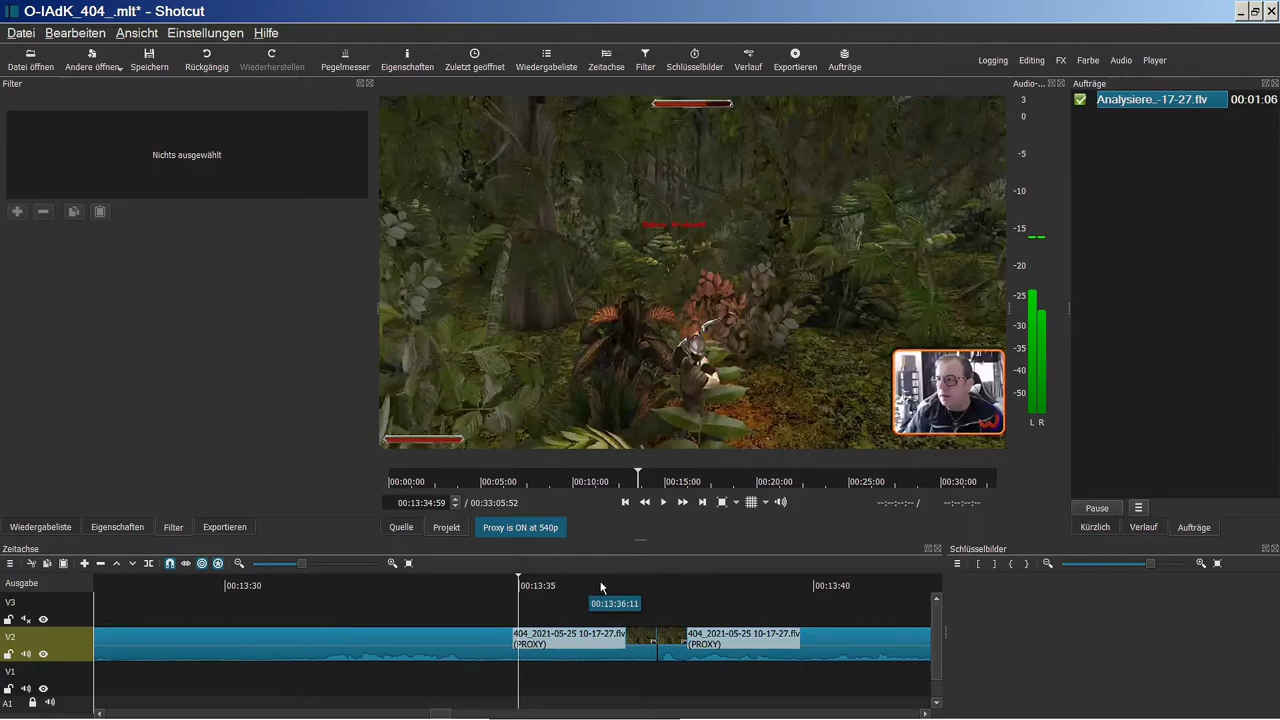 O-IAdK_404_.mlt* - Shotcut
Datei Bearbeiten Ansicht Einstellungen Hilfe
Datei öffnen Andere öffnen Speichern Rückgängig Wiederherstellen Pegelmesser Eigenschaften Zuletzt geöffnet Wiedergabeliste Zeitachse Filter Schlüsselbilder Verlauf Exportieren Aufträge
Logging Editing FX Farbe Audio Player
Filter
Nichts ausgewählt
Audio-...
3
0
-5
-10
-15
-20
-25
-30
-35
-40
-50
L R
Aufträge
Analysiere..-17-27.flv 00:01:06
00:00:00 00:05:00 00:10:00 00:15:00 00:20:00 00:25:00 00:30:00
00:13:34:59 / 00:33:05:52
--:--:--:-- / --:--:--:--
Pause
Wiedergabeliste Eigenschaften Filter Exportieren
Quelle Projekt Proxy is ON at 540p
Kürzlich Verlauf Aufträge
Zeitachse
Schlüsselbilder
Ausgabe
00:13:30 00:13:35 00:13:40
00:13:36:11
V3
V2
404_2021-05-25 10-17-27.flv
(PROXY)
404_2021-05-25 10-17-27.flv
(PROXY)
V1
A1